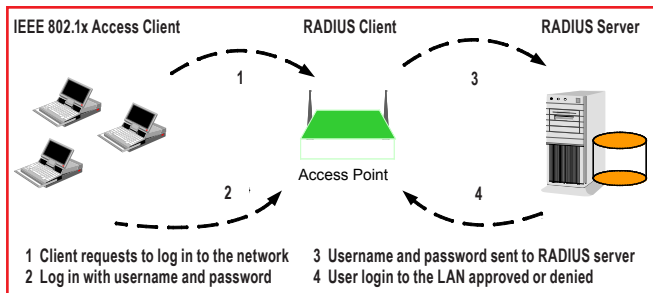 IEEE 802.1x Access Client
RADIUS Client
RADIUS Server
1
3
Access Point
2
4
1 Client requests to log in to the network
2 Log in with username and password
3 Username and password sent to RADIUS server
4 User login to the LAN approved or denied